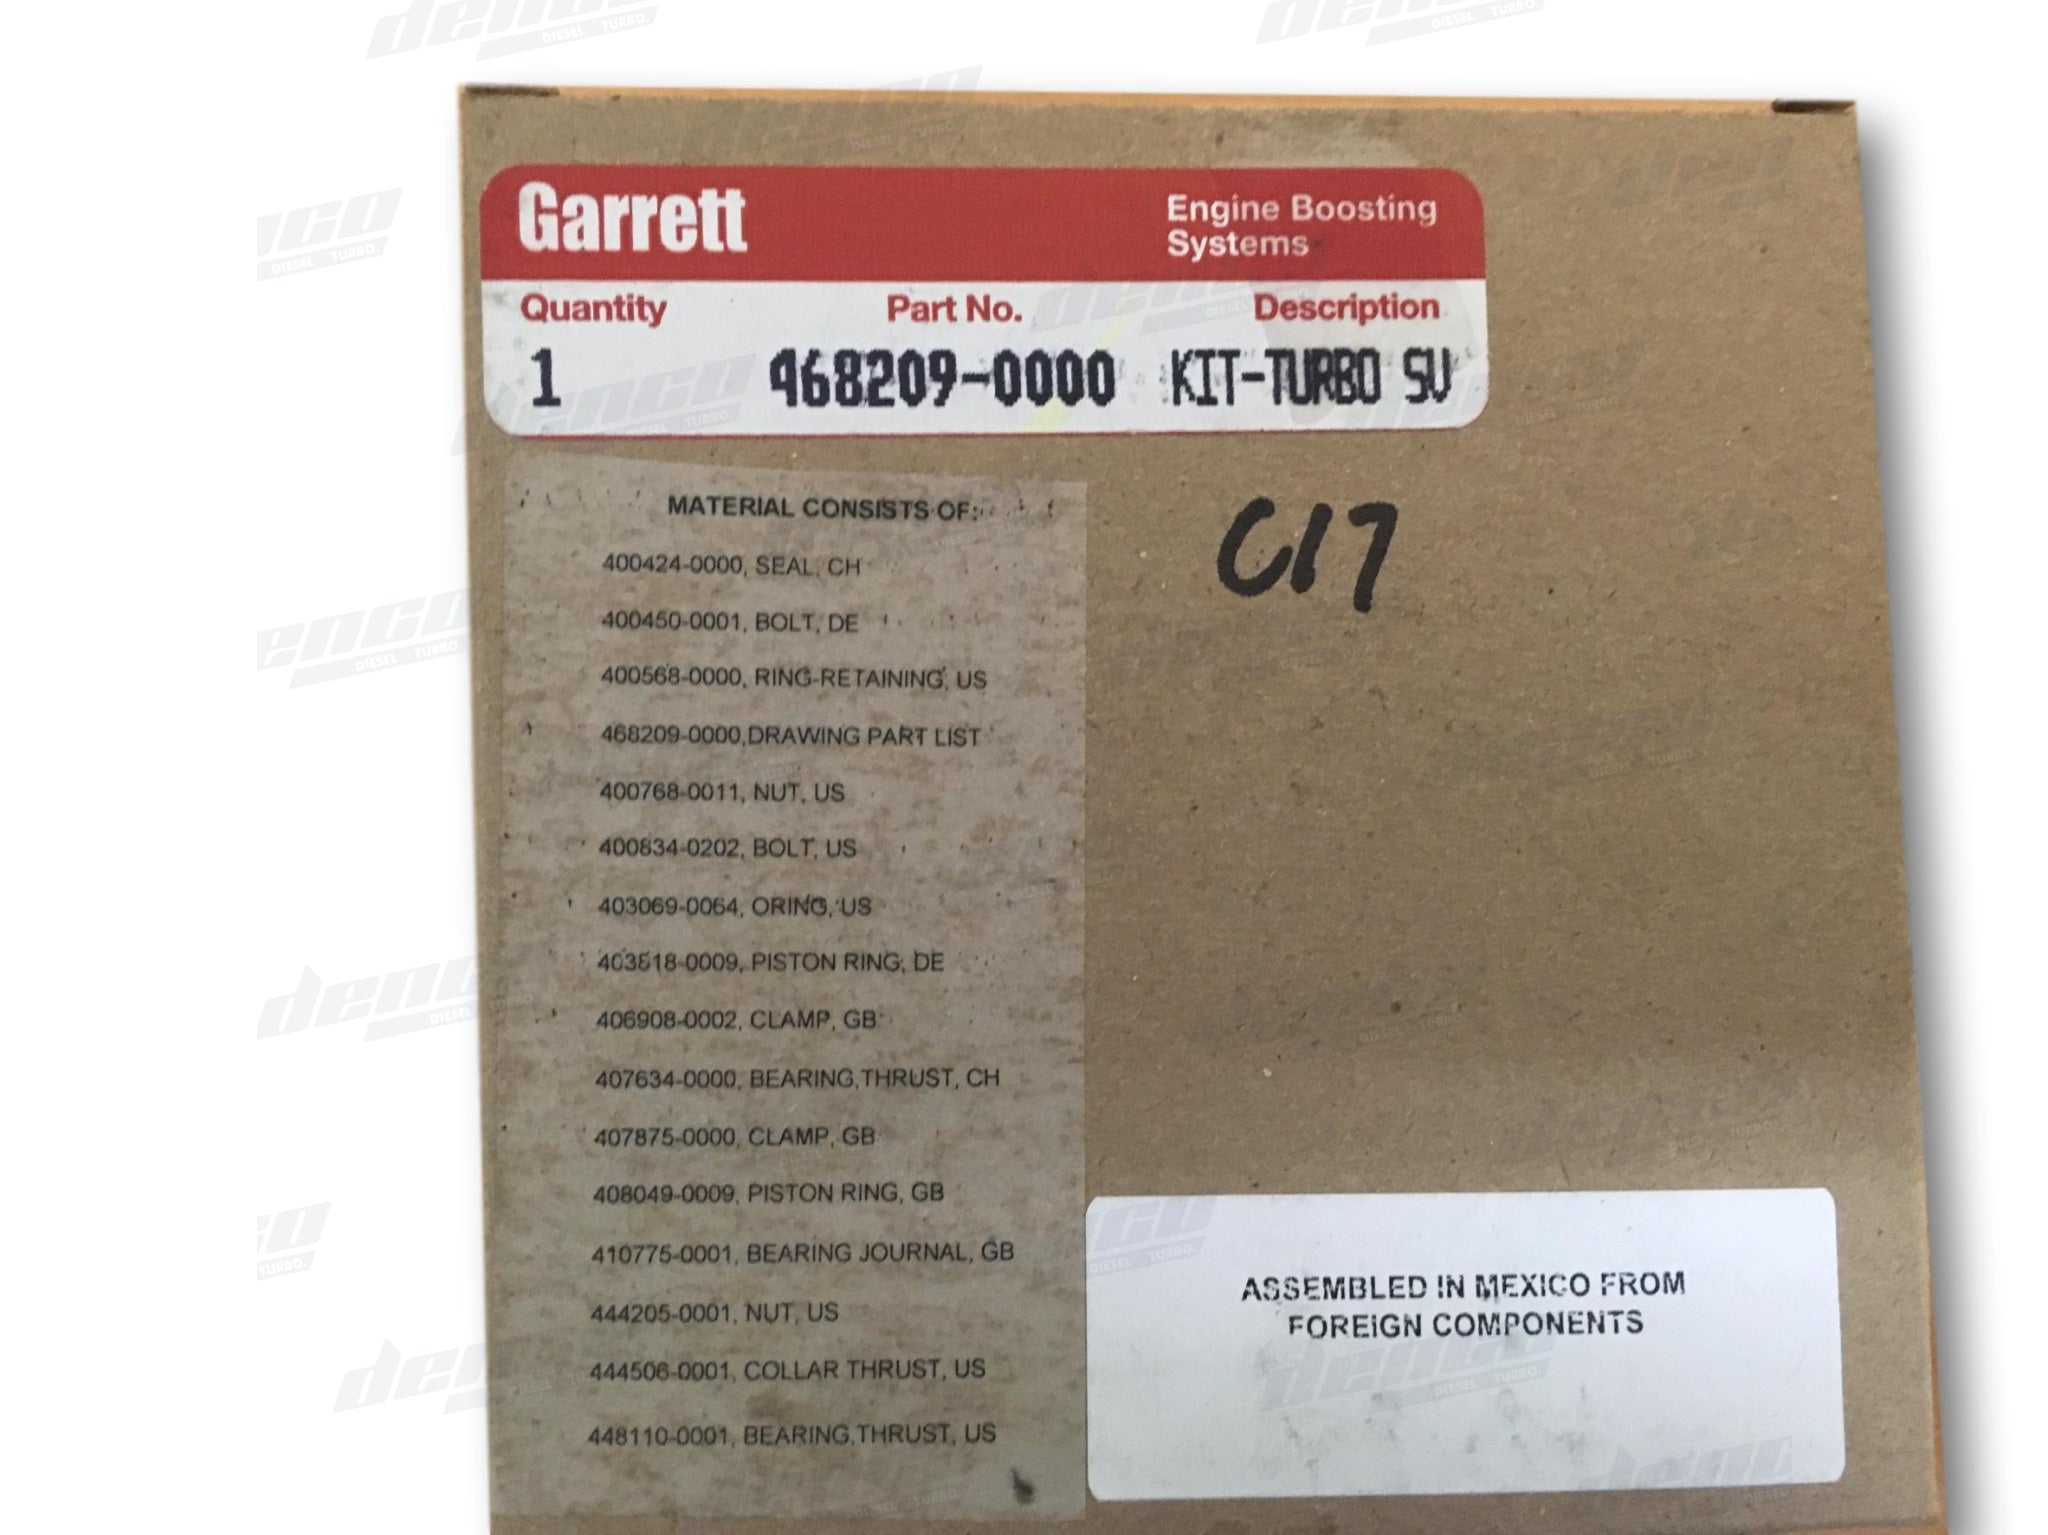 Garrett
Engine Boosting
Systems
Quantity Part No. Description
1 468209-0000 KIT-TURBO SV
MATERIAL CONSISTS OF:
C17
400424-0000, SEAL, CH
400450-0001, BOLT, DE
400568-0000, RING-RETAINING, US
468209-0000,DRAWING PART LIST
400768-0011, NUT, US
400834-0202, BOLT, US
403069-0064, ORING, US
403518-0009, PISTON RING, DE
406908-0002, CLAMP, GB
407634-0000, BEARING,THRUST, CH
407875-0000, CLAMP, GB
408049-0009, PISTON RING, GB
410775-0001, BEARING JOURNAL, GB
444205-0001, NUT, US
444506-0001, COLLAR THRUST, US
448110-0001, BEARING,THRUST, US
ASSEMBLED IN MEXICO FROM
FOREIGN COMPONENTS
denco
DIESEL TURBO.